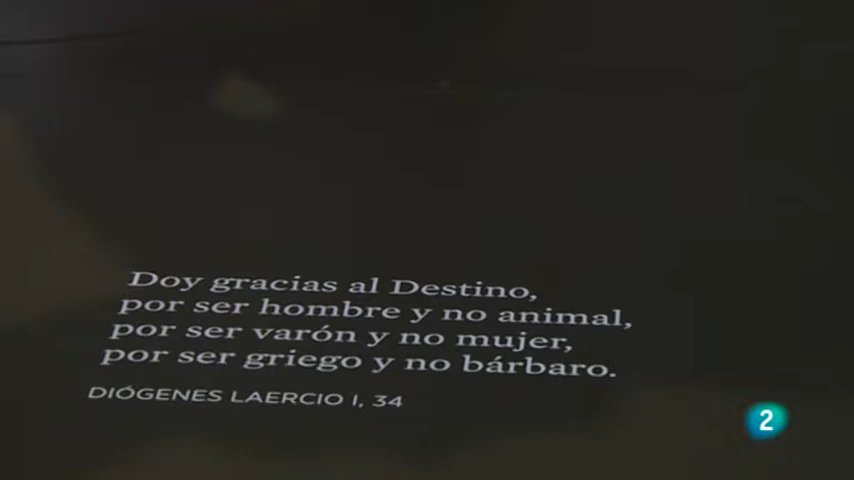 Doy gracias al Destino,
por ser hombre y no animal,
por ser varón y no mujer,
por ser griego y no bárbaro.
DIÓGENES LAERCIO I, 34
2